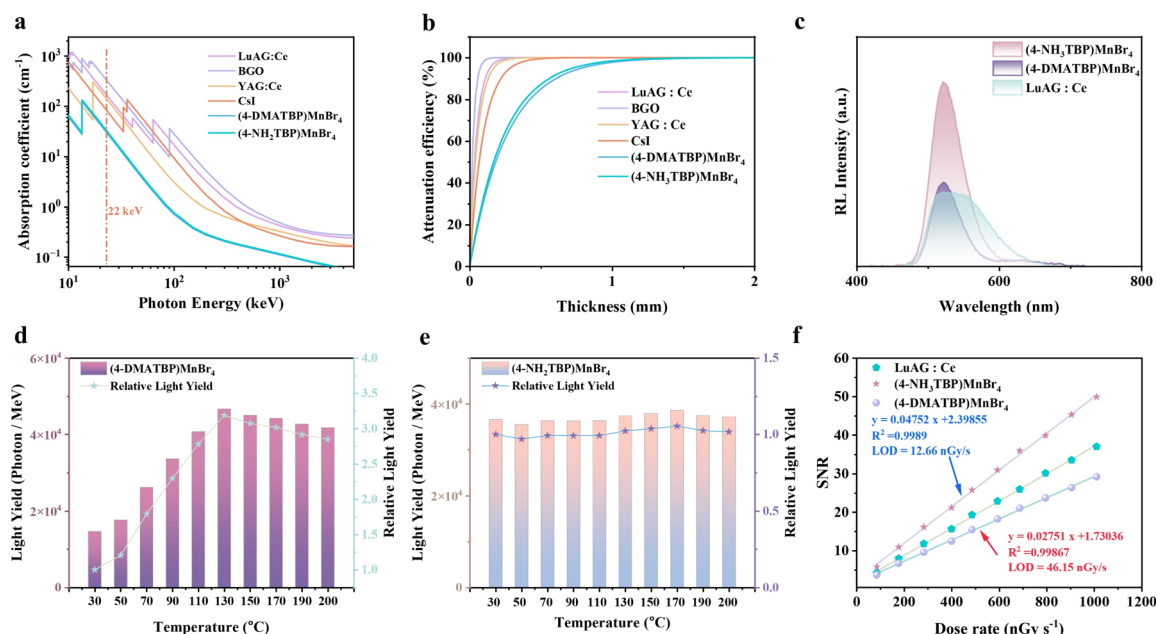 a
Absorption coefficient (cm⁻¹)
10³
10²
10¹
10⁰
10⁻¹
LuAG:Ce
BGO
YAG:Ce
CsI
(4-DMATBP)MnBr₄
(4-NH₂TBP)MnBr₄
22 keV
10¹ 10² 10³
Photon Energy (keV)
b
Attenuation efficiency (%)
100
80
60
40
20
0
LuAG : Ce
BGO
YAG : Ce
CsI
(4-DMATBP)MnBr₄
(4-NH₃TBP)MnBr₄
0 1 2
Thickness (mm)
c
RL Intensity (a.u.)
(4-NH₃TBP)MnBr₄
(4-DMATBP)MnBr₄
LuAG : Ce
400 600 800
Wavelength (nm)
d
Light Yield (Photon / MeV)
6×10⁴
4×10⁴
2×10⁴
0
(4-DMATBP)MnBr₄
Relative Light Yield
4.0
3.5
3.0
2.5
2.0
1.5
1.0
Relative Light Yield
30 50 70 90 110 130 150 170 190 200
Temperature (°C)
e
Light Yield (Photon / MeV)
4×10⁴
2×10⁴
0
(4-NH₂TBP)MnBr₄
Relative Light Yield
1.5
1.0
0.5
0.0
Relative Light Yield
30 50 70 90 110 130 150 170 190 200
Temperature (°C)
f
SNR
60
50
40
30
20
10
LuAG : Ce
(4-NH₃TBP)MnBr₄
(4-DMATBP)MnBr₄
y = 0.04752 x +2.39855
R² =0.9989
LOD = 12.66 nGy/s
y = 0.02751 x +1.73036
R² =0.99867
LOD = 46.15 nGy/s
0 200 400 600 800 1000 1200
Dose rate (nGy s⁻¹)